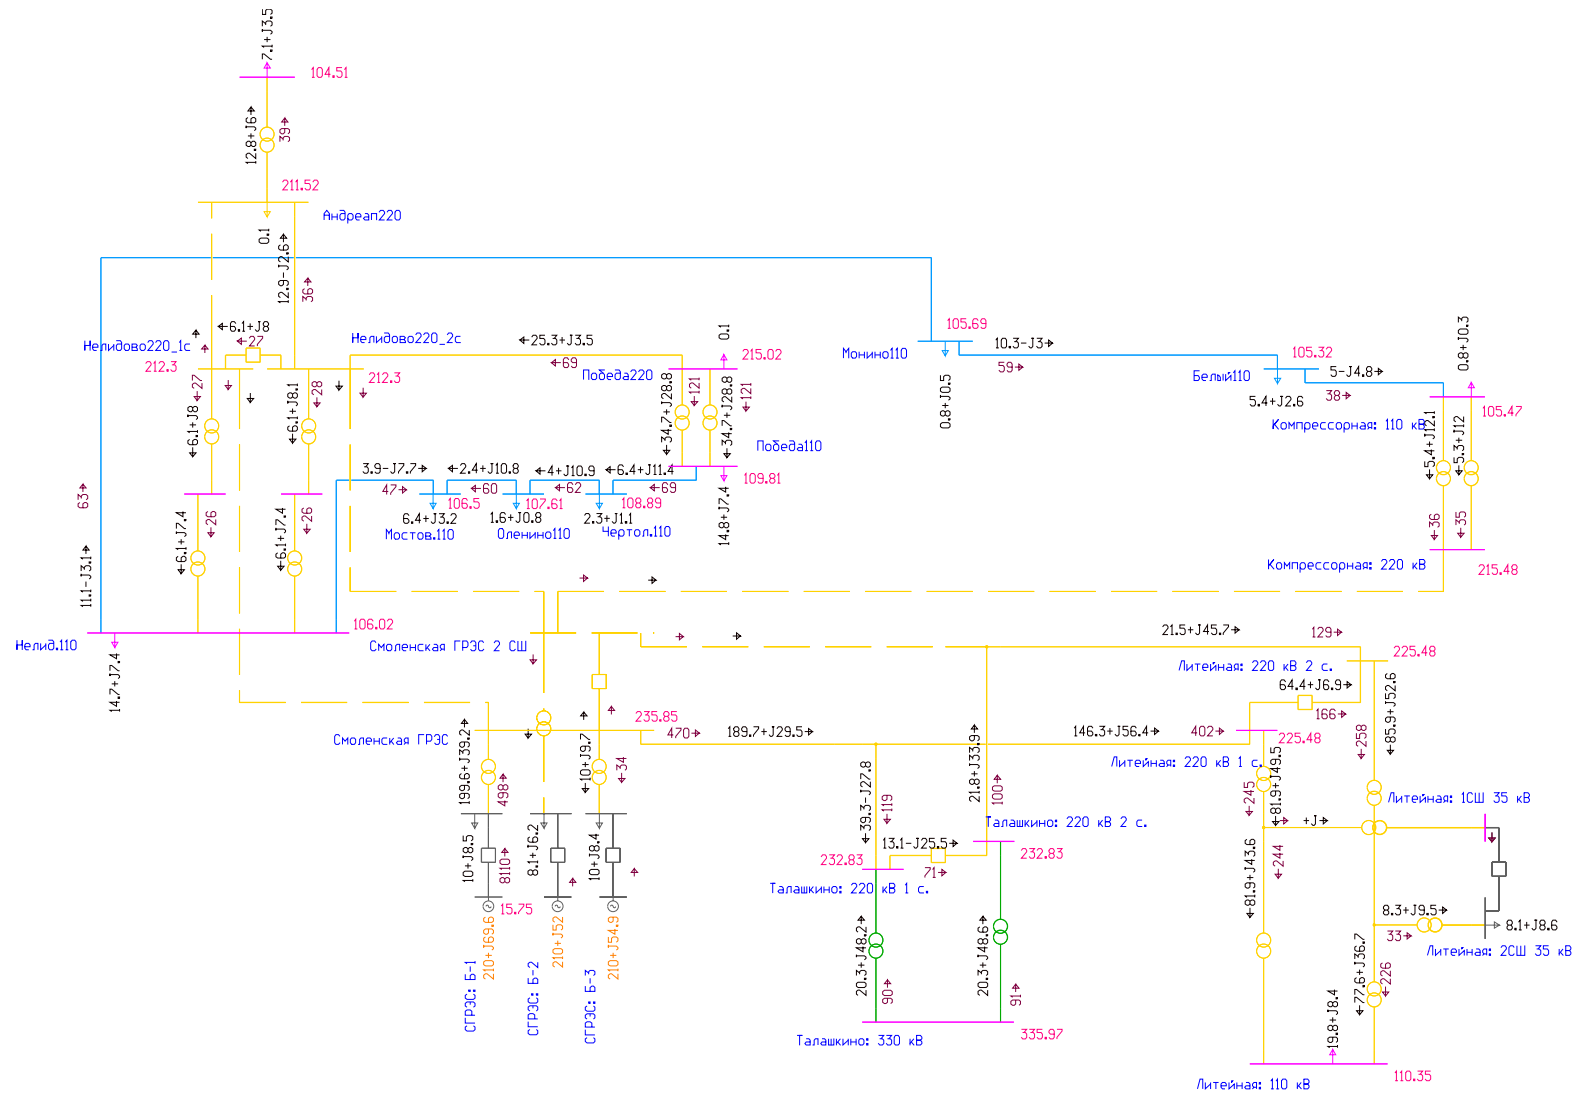 7.1+J3.5
104.51
12.8+J6
39
211.52
Андреап220
0.1
12.9-J2.6
36
6.1+J8
27
Нелидово220_1с
212.3
Нелидово220_2с
212.3
25.3+J3.5
69
Победа220
0.1
215.02
27
6.1+J8
28
6.1+J8.1
34.7+J28.8
121
34.7+J28.8
121
Победа110
109.81
14.8+J7.4
Монино110
105.69
0.8+J0.5
10.3-J3
59
105.32
Белый110
5.4+J2.6
5-J4.8
38
0.8+J0.3
105.47
Компрессорная: 110 кВ
5.4+J12.1
5.3+J12
36
35
Компрессорная: 220 кВ
215.48
3.9-J7.7
47
2.4+J10.8
60
4+J10.9
62
6.4+J11.4
69
106.5
107.61
108.89
6.4+J3.2
1.6+J0.8
2.3+J1.1
Мостов.110
Оленино110
Чертол.110
63
11.1-J3.1
26
6.1+J7.4
26
6.1+J7.4
106.02
Нелид.110
14.7+J7.4
Смоленская ГРЭС 2 СШ
21.5+J45.7
129
225.48
Литейная: 220 кВ 2 с.
64.4+J6.9
166
85.9+J52.6
258
235.85
Смоленская ГРЭС
470
189.7+J29.5
146.3+J56.4
402
225.48
Литейная: 220 кВ 1 с.
199.6+J39.2
498
10+J9.7
34
39.3-J27.8
119
21.8+J33.9
100
245
81.9+J49.5
Литейная: 1СШ 35 кВ
+J
Талашкино: 220 кВ 2 с.
13.1-J25.5
71
232.83
232.83
Талашкино: 220 кВ 1 с.
10+J8.5
8110
8.1+J6.2
10+J8.4
15.75
210+J69.6
210+J52
210+J54.9
СГРЭС: Б-1
СГРЭС: Б-2
СГРЭС: Б-3
244
81.9+J43.6
8.3+J9.5
33
8.1+J8.6
Литейная: 2СШ 35 кВ
20.3+J48.2
90
20.3+J48.6
91
335.97
Талашкино: 330 кВ
77.6+J36.7
226
19.8+J8.4
110.35
Литейная: 110 кВ